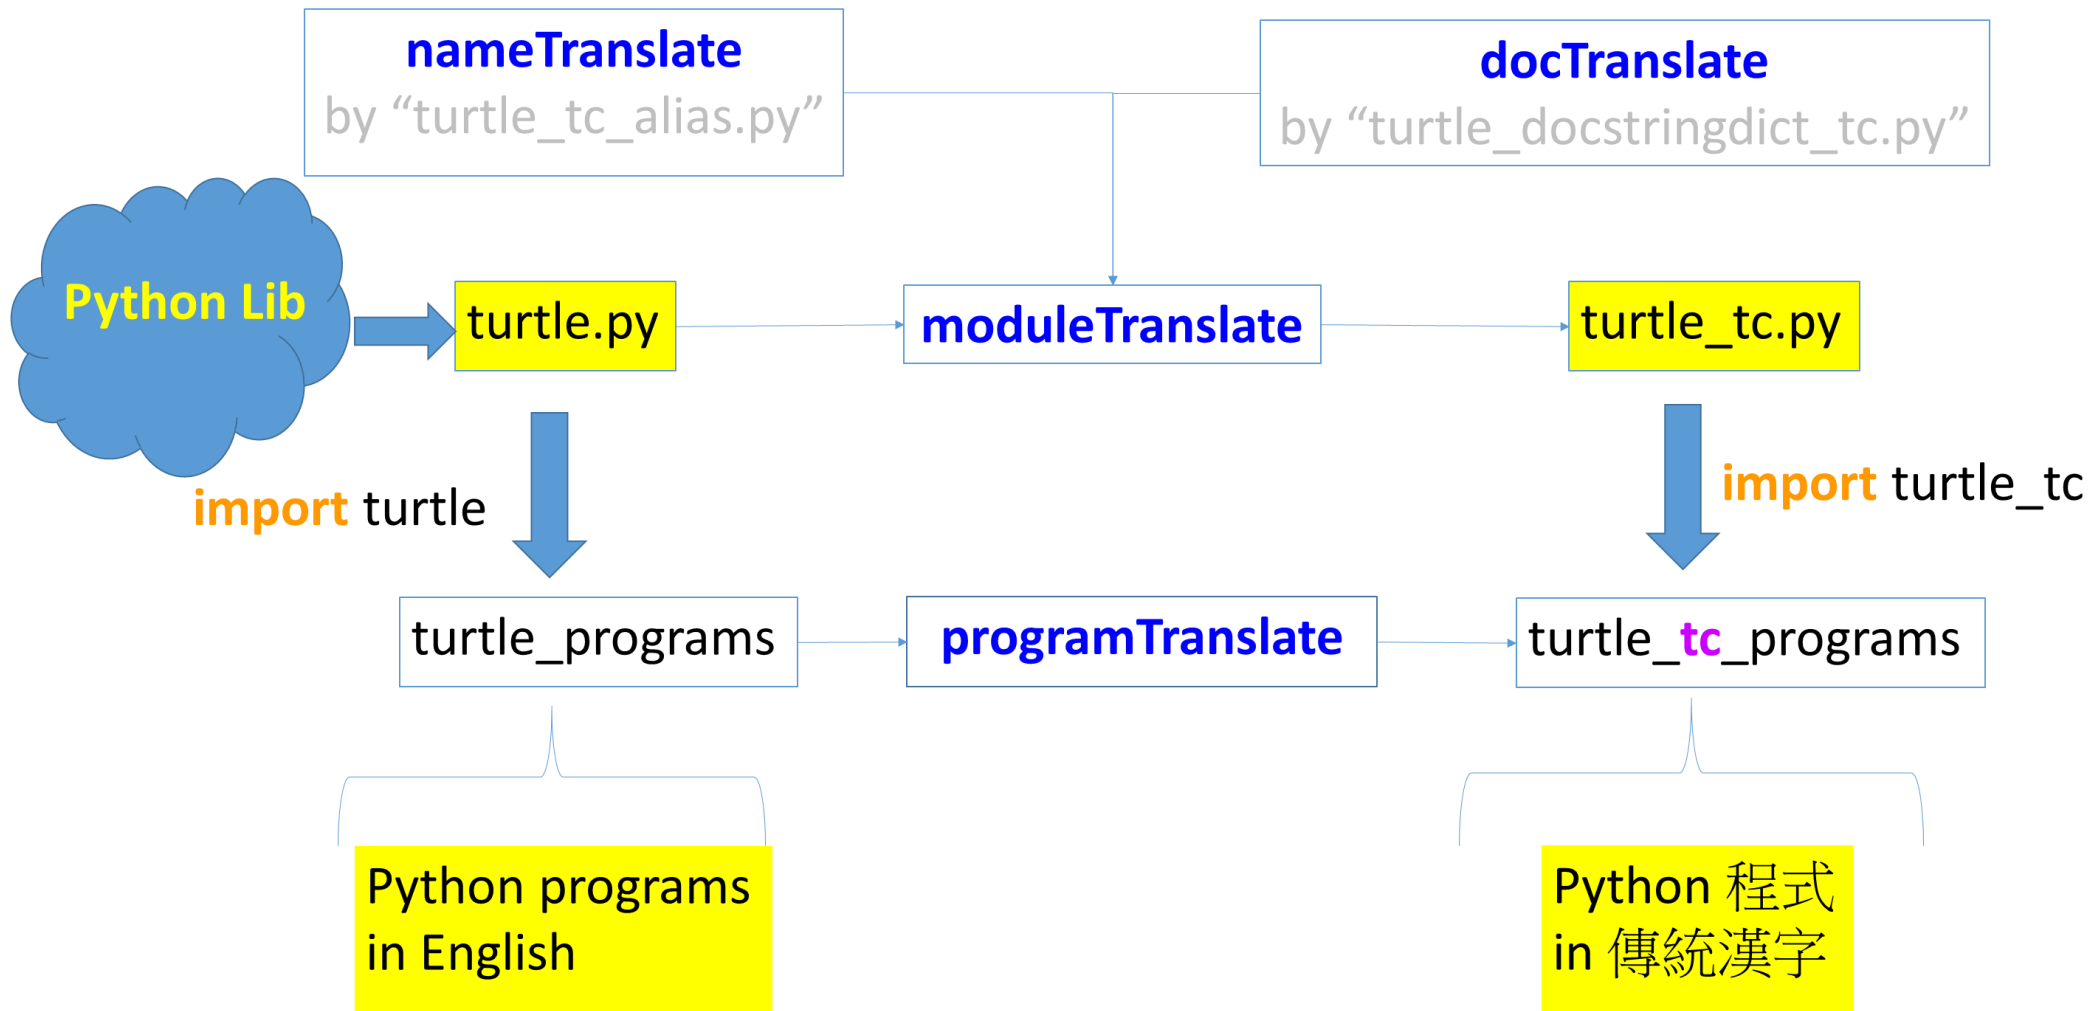 nameTranslate
by “turtle_tc_alias.py”
docTranslate
by “turtle_docstringdict_tc.py”
Python Lib
turtle.py
moduleTranslate
turtle_tc.py
import turtle
import turtle_tc
turtle_programs
programTranslate
turtle_tc_programs
Python programs
in English
Python 程式
in 傳統漢字